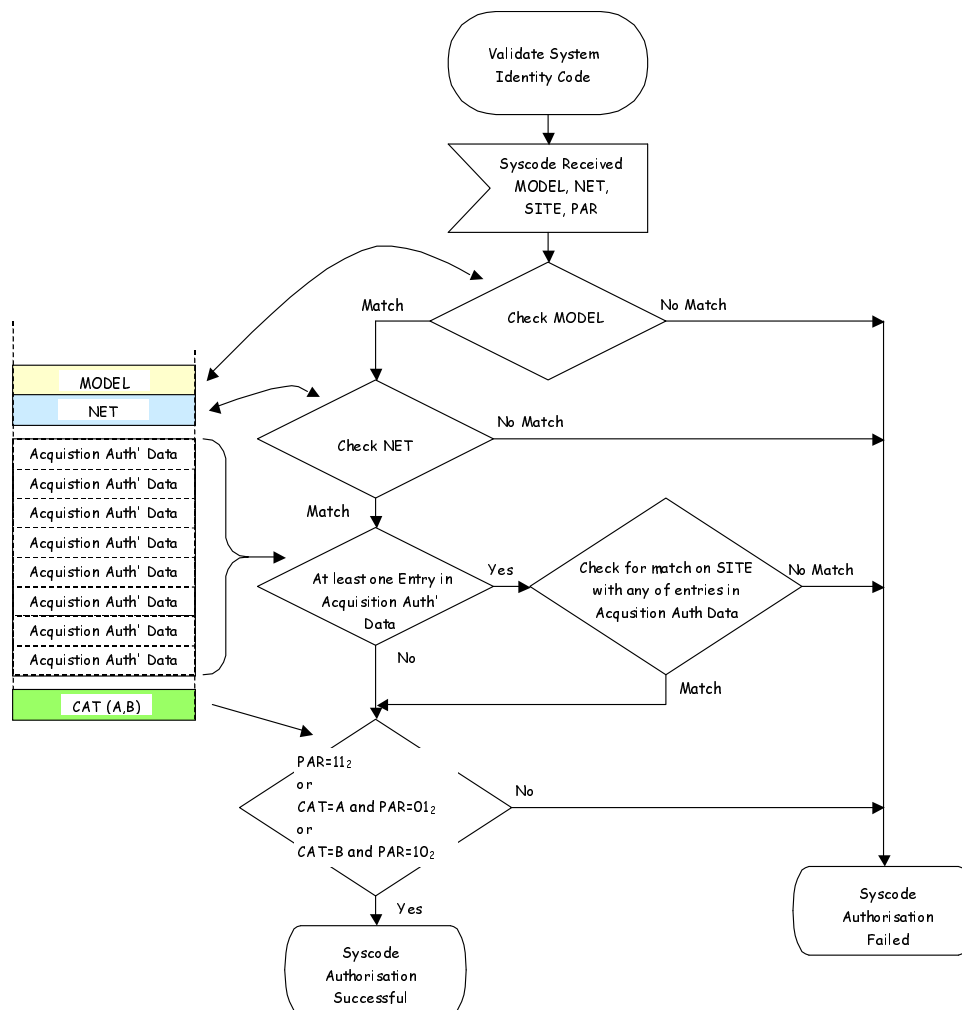 Validate System
Identity Code
Syscode Received
MODEL, NET,
SITE, PAR
Match
Check MODEL
No Match
MODEL
NET
Check NET
No Match
Match
Acquistion Auth' Data
Acquistion Auth' Data
Acquistion Auth' Data
Acquistion Auth' Data
Acquistion Auth' Data
Acquistion Auth' Data
Acquistion Auth' Data
Acquistion Auth' Data
At least one Entry in
Acquisition Auth'
Data
Yes
Check for match on SITE
with any of entries in
Acqusition Auth Data
No Match
No
Match
CAT (A,B)
PAR=11₂
or
CAT=A and PAR=01₂
or
CAT=B and PAR=10₂
No
Yes
Syscode
Authorisation
Successful
Syscode
Authorisation
Failed